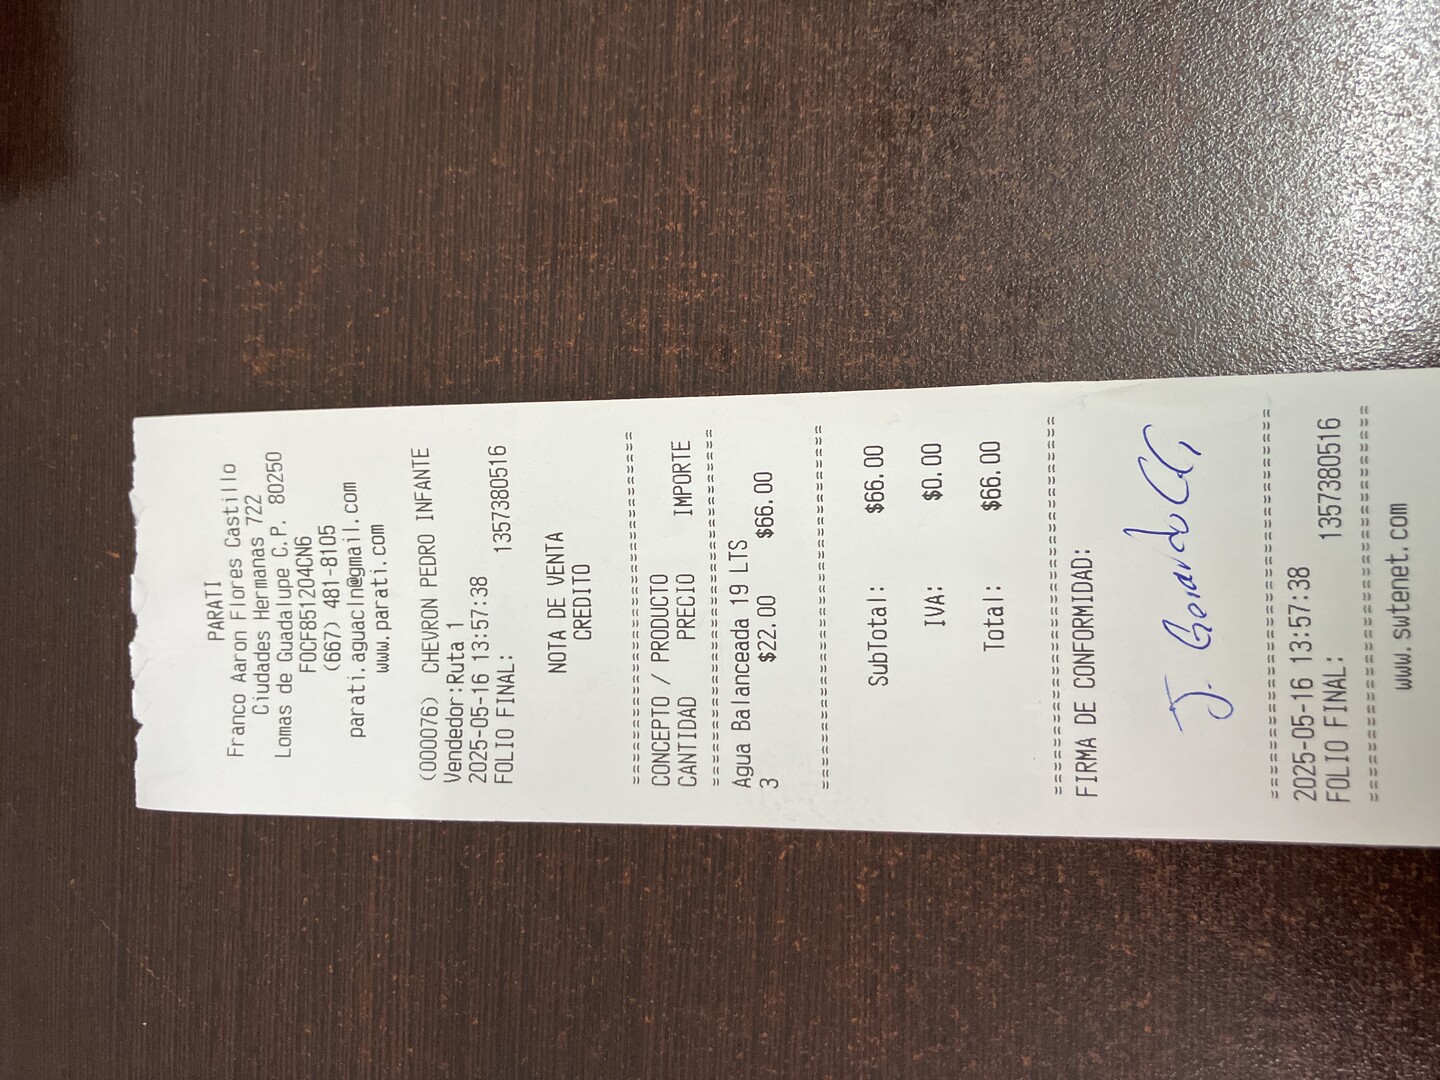 PARATI
Franco Aaron Flores Castillo
Ciudades Hermanas 722
Lomas de Guadalupe C.P. 80250
FOCF851204CN6
(667) 481-8105
parati.aguacln@gmail.com
www.parati.com
(000076) CHEVRON PEDRO INFANTE
Vendedor:Ruta 1
2025-05-16 13:57:38
FOLIO FINAL: 1357380516
NOTA DE VENTA
CREDITO
================================
CONCEPTO / PRODUCTO
CANTIDAD PRECIO IMPORTE
================================
Agua Balanceada 19 LTS
3 $22.00 $66.00
================================
SubTotal: $66.00
IVA: $0.00
Total: $66.00
================================
FIRMA DE CONFORMIDAD:
J. Gerardo
================================
2025-05-16 13:57:38
FOLIO FINAL: 1357380516
================================
www.swtenet.com